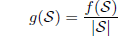 g(𝒮) = f(𝒮) / |𝒮|